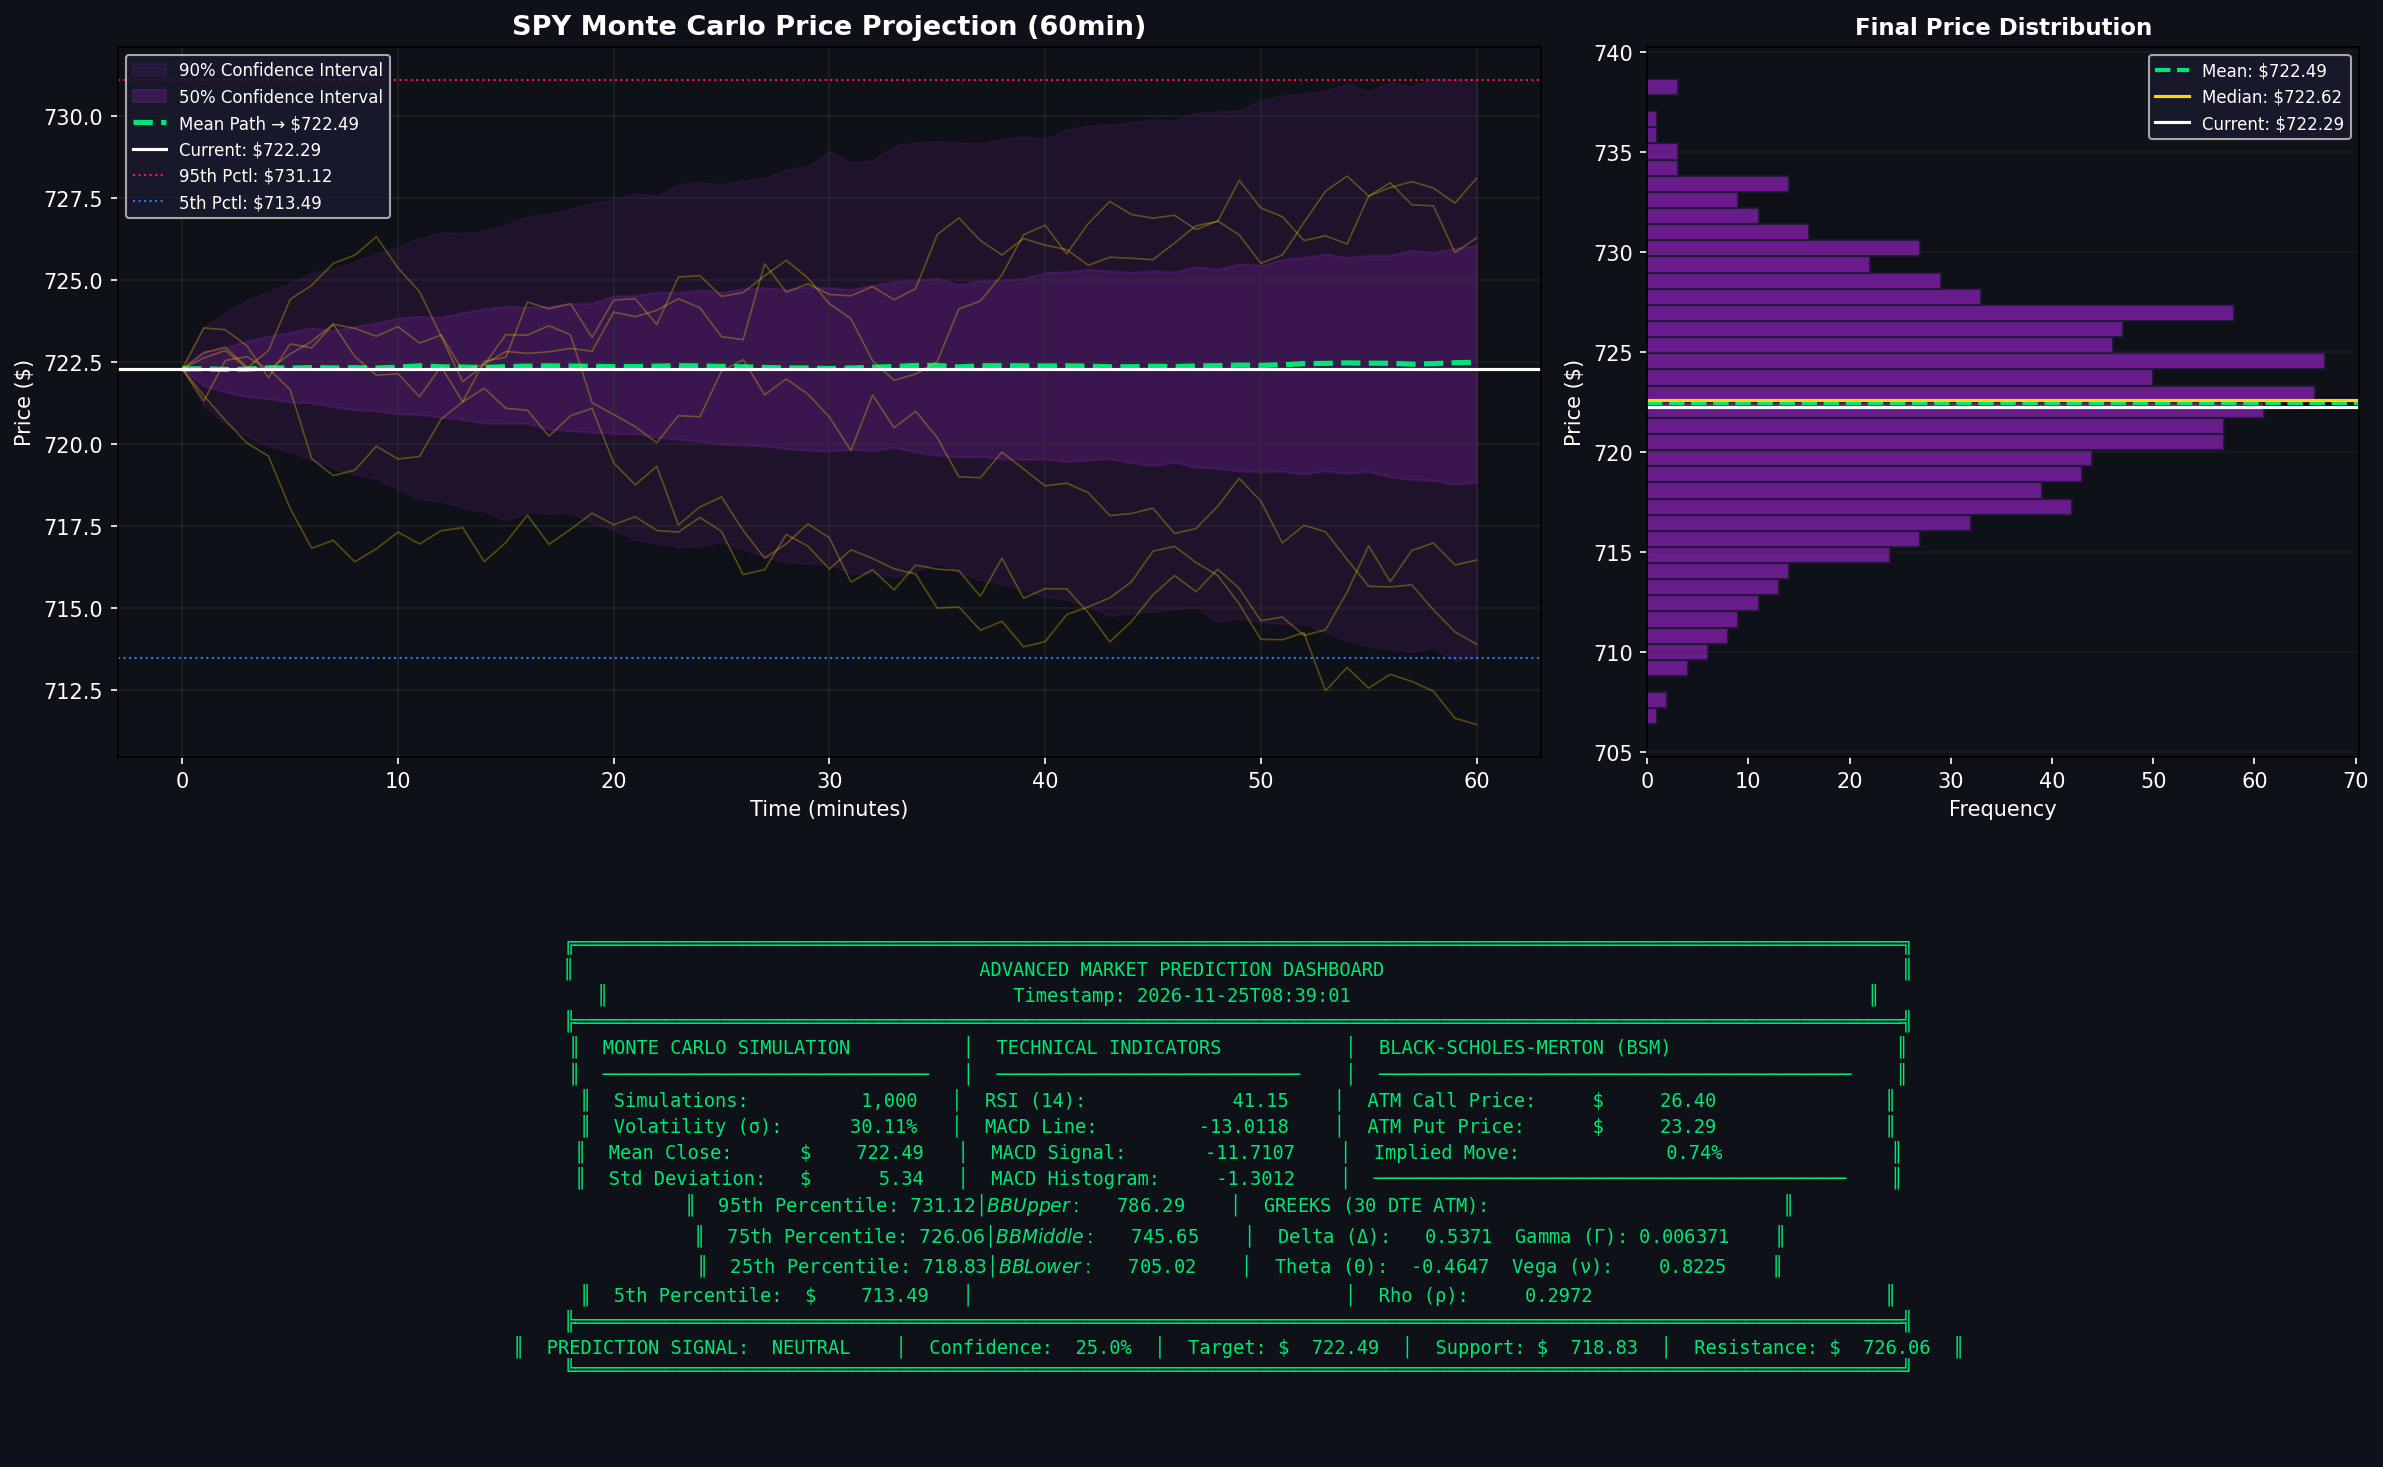 SPY Monte Carlo Price Projection (60min)
90% Confidence Interval
50% Confidence Interval
Mean Path → $722.49
Current: $722.29
95th Pctl: $731.12
5th Pctl: $713.49
Price ($)
730.0
727.5
725.0
722.5
720.0
717.5
715.0
712.5
0 10 20 30 40 50 60
Time (minutes)
Final Price Distribution
Mean: $722.49
Median: $722.62
Current: $722.29
Price ($)
740
735
730
725
720
715
710
705
0 10 20 30 40 50 60 70
Frequency
ADVANCED MARKET PREDICTION DASHBOARD
Timestamp: 2026-11-25T08:39:01
MONTE CARLO SIMULATION │ TECHNICAL INDICATORS │ BLACK-SCHOLES-MERTON (BSM)
Simulations: 1,000 │ RSI (14): 41.15 │ ATM Call Price: $ 26.40
Volatility (σ): 30.11% │ MACD Line: -13.0118 │ ATM Put Price: $ 23.29
Mean Close: $ 722.49 │ MACD Signal: -11.7107 │ Implied Move: 0.74%
Std Deviation: $ 5.34 │ MACD Histogram: -1.3012 │
95th Percentile: 731.12│BBUpper: 786.29 │ GREEKS (30 DTE ATM):
75th Percentile: 726.06│BBMiddle: 745.65 │ Delta (Δ): 0.5371 Gamma (Γ): 0.006371
25th Percentile: 718.83│BBLower: 705.02 │ Theta (Θ): -0.4647 Vega (ν): 0.8225
5th Percentile: $ 713.49 │ │ Rho (ρ): 0.2972
PREDICTION SIGNAL: NEUTRAL │ Confidence: 25.0% │ Target: $ 722.49 │ Support: $ 718.83 │ Resistance: $ 726.06